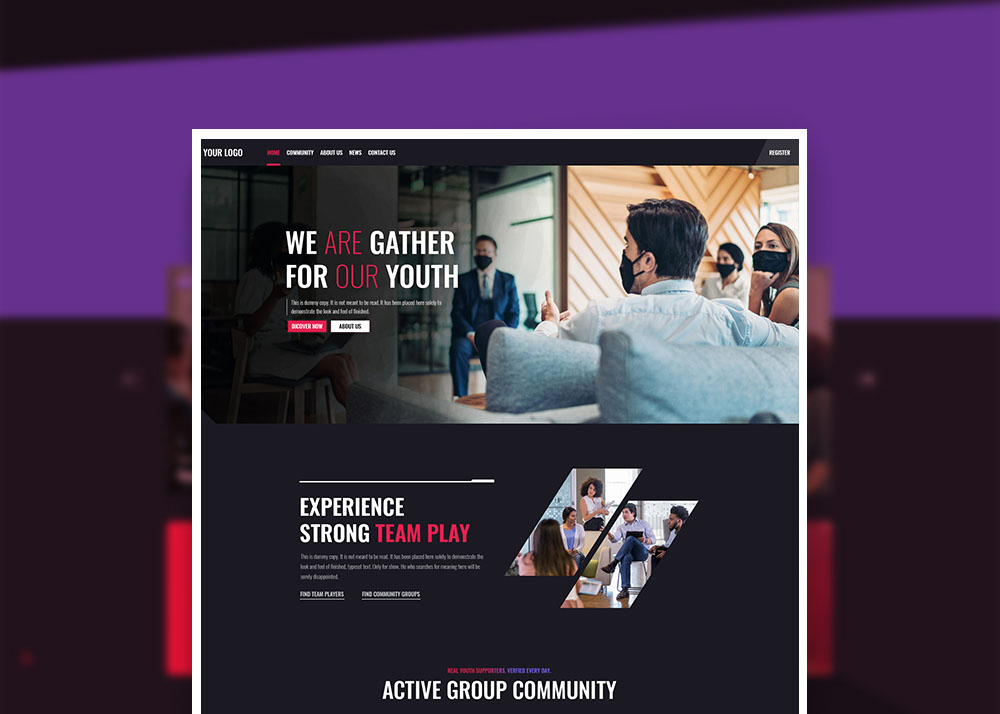 YOUR LOGO HOME COMMUNITY ABOUT US NEWS CONTACT US REGISTER
WE ARE GATHER
FOR OUR YOUTH
This is dummy copy. It is not meant to be read. It has been placed here solely to
demonstrate the look and feel of finished.
DICOVER NOW ABOUT US
EXPERIENCE
STRONG TEAM PLAY
This is dummy copy. It is not meant to be read. It has been placed here solely to demonstrate the
look and feel of finished, typeset text. Only for show. He who searches for meaning here will be
sorely disappointed.
FIND TEAM PLAYERS FIND COMMUNITY GROUPS
REAL YOUTH SUPPORTERS. VERFIED EVERY DAY.
ACTIVE GROUP COMMUNITY